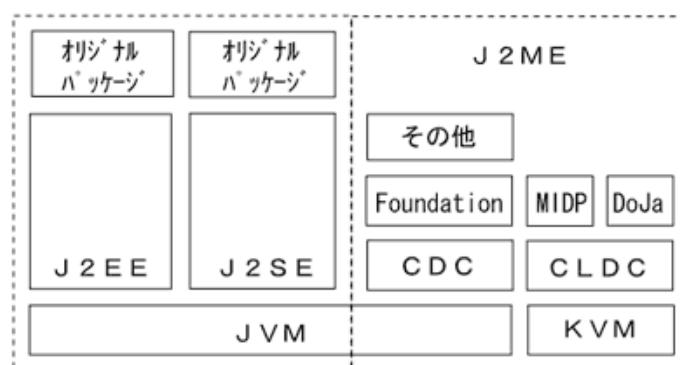 ｵﾘｼﾞﾅﾙ
ﾊﾟｯｹｰｼﾞ
ｵﾘｼﾞﾅﾙ
ﾊﾟｯｹｰｼﾞ
Ｊ２ＭＥ
その他
Foundation
MIDP
DoJa
Ｊ２ＥＥ
Ｊ２ＳＥ
ＣＤＣ
ＣＬＤＣ
ＪＶＭ
ＫＶＭ